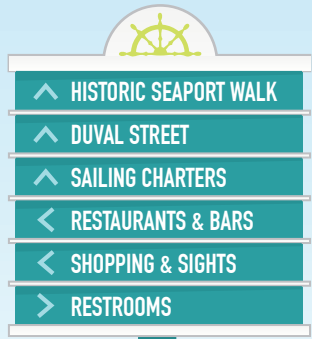 HISTORIC SEAPORT WALK
DUVAL STREET
SAILING CHARTERS
RESTAURANTS & BARS
SHOPPING & SIGHTS
RESTROOMS